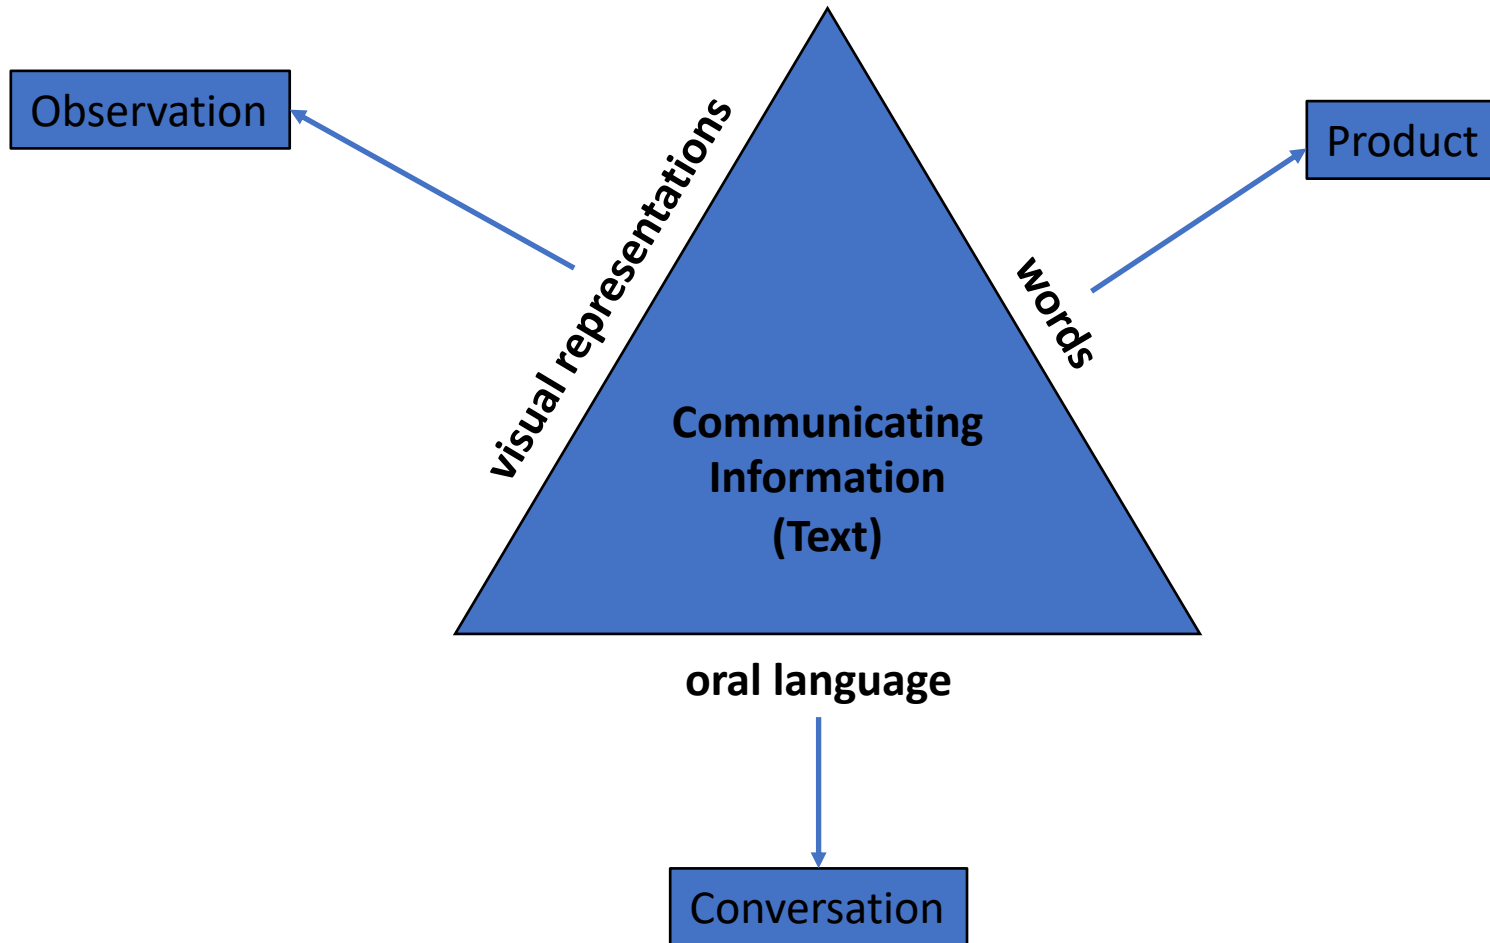 Observation
Product
visual representations
words
Communicating
Information
(Text)
oral language
Conversation